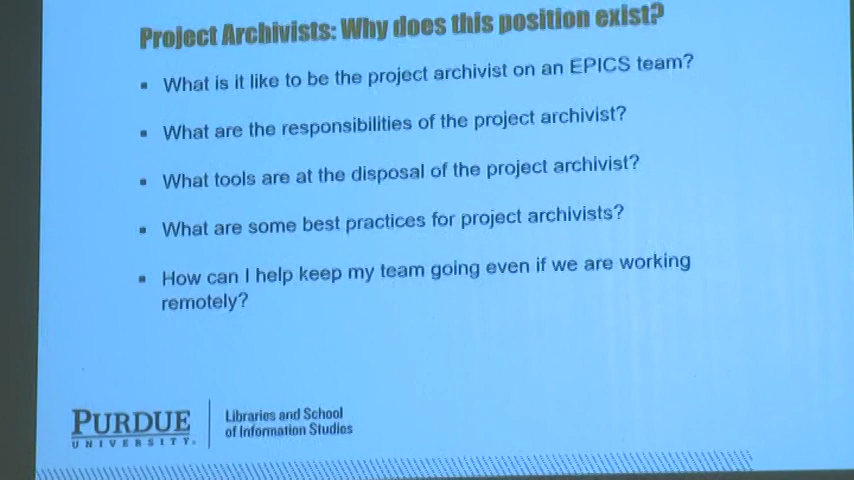 Project Archivists: Why does this position exist?
▪ What is it like to be the project archivist on an EPICS team?
▪ What are the responsibilities of the project archivist?
▪ What tools are at the disposal of the project archivist?
▪ What are some best practices for project archivists?
▪ How can I help keep my team going even if we are working
remotely?
PURDUE
UNIVERSITY.
Libraries and School
of Information Studies